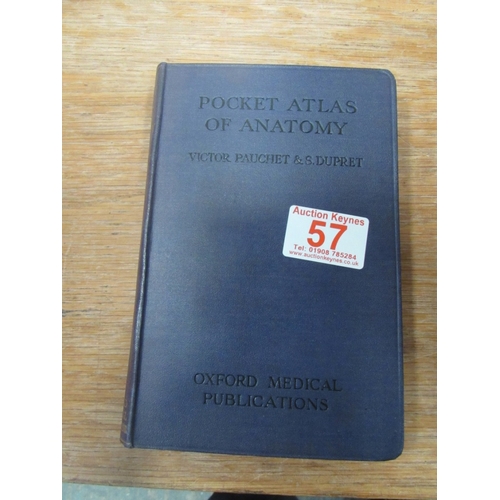 POCKET ATLAS
OF ANATOMY
VICTOR PAUCHET & S. DUPRET
Auction Keynes
57
Tel: 01908 785284
www.auctionkeynes.co.uk
OXFORD MEDICAL
PUBLICATIONS